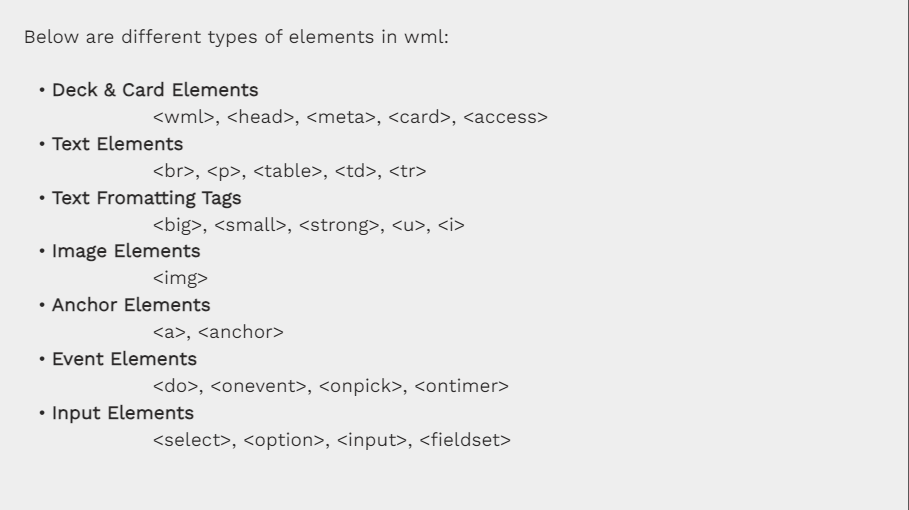 Below are different types of elements in wml:
• Deck & Card Elements
<wml>, <head>, <meta>, <card>, <access>
• Text Elements
<br>, <p>, <table>, <td>, <tr>
• Text Fromatting Tags
<big>, <small>, <strong>, <u>, <i>
• Image Elements
<img>
• Anchor Elements
<a>, <anchor>
• Event Elements
<do>, <onevent>, <onpick>, <ontimer>
• Input Elements
<select>, <option>, <input>, <fieldset>